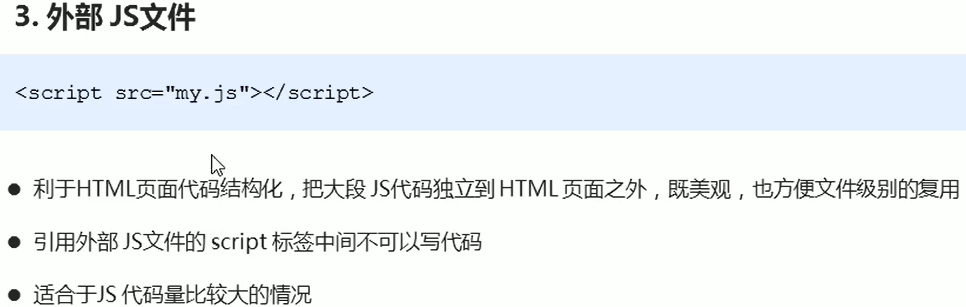 3. 外部 JS文件
<script src="my.js"></script>
● 利于HTML页面代码结构化，把大段 JS代码独立到 HTML 页面之外，既美观，也方便文件级别的复用
● 引用外部 JS文件的 script 标签中间不可以写代码
● 适合于JS 代码量比较大的情况